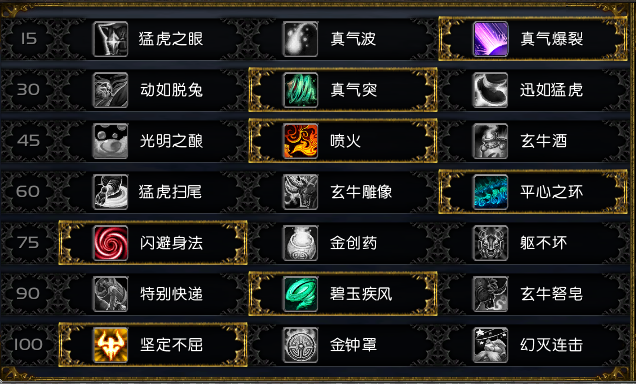 15 猛虎之眼 真气波 真气爆裂
30 动如脱兔 真气突 迅如猛虎
45 光明之酿 喷火 玄牛酒
60 猛虎扫尾 玄牛雕像 平心之环
75 闪避身法 金创药 躯不坏
90 特别快递 碧玉疾风 玄牛砮皂
100 坚定不屈 金钟罩 幻灭连击